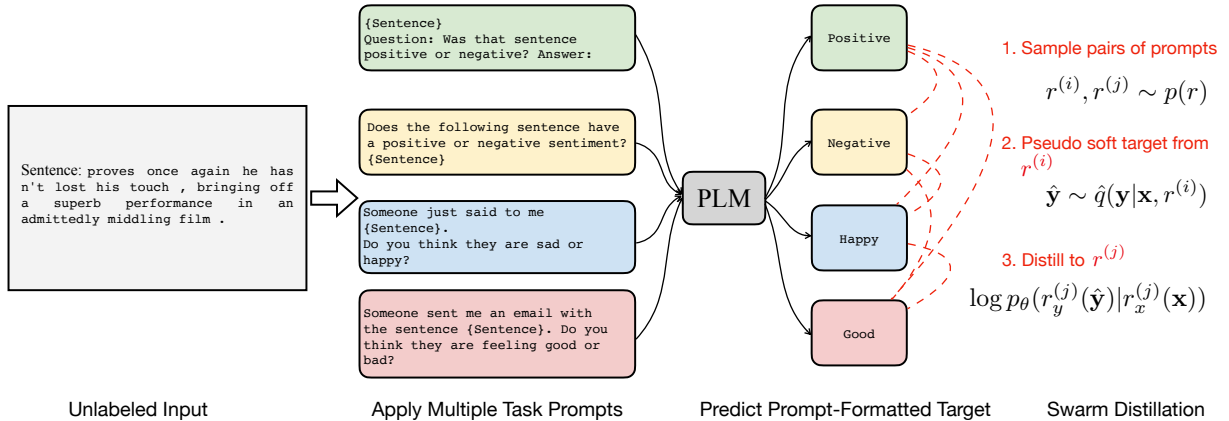 Sentence: proves once again he has
n't lost his touch , bringing off
a superb performance in an
admittedly middling film .
Unlabeled Input
{Sentence}
Question: Was that sentence
positive or negative? Answer:
Does the following sentence have
a positive or negative sentiment?
{Sentence}
Someone just said to me
{Sentence}.
Do you think they are sad or
happy?
Someone sent me an email with
the sentence {Sentence}. Do you
think they are feeling good or
bad?
Apply Multiple Task Prompts
PLM
Positive
Negative
Happy
Good
Predict Prompt-Formatted Target
1. Sample pairs of prompts
r^{(i)}, r^{(j)} ∼ p(r)
2. Pseudo soft target from
r^{(i)}
ŷ ∼ q̂(y|x, r^{(i)})
3. Distill to r^{(j)}
log p_θ(r_y^{(j)}(ŷ)|r_x^{(j)}(x))
Swarm Distillation